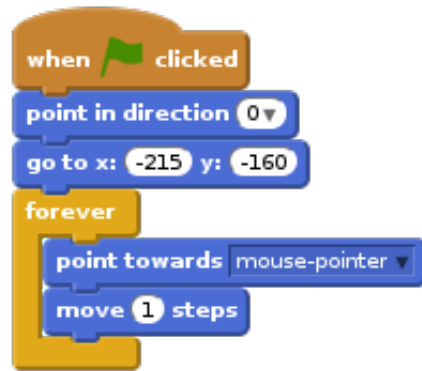 when clicked
point in direction 0
go to x: -215 y: -160
forever
point towards mouse-pointer
move 1 steps